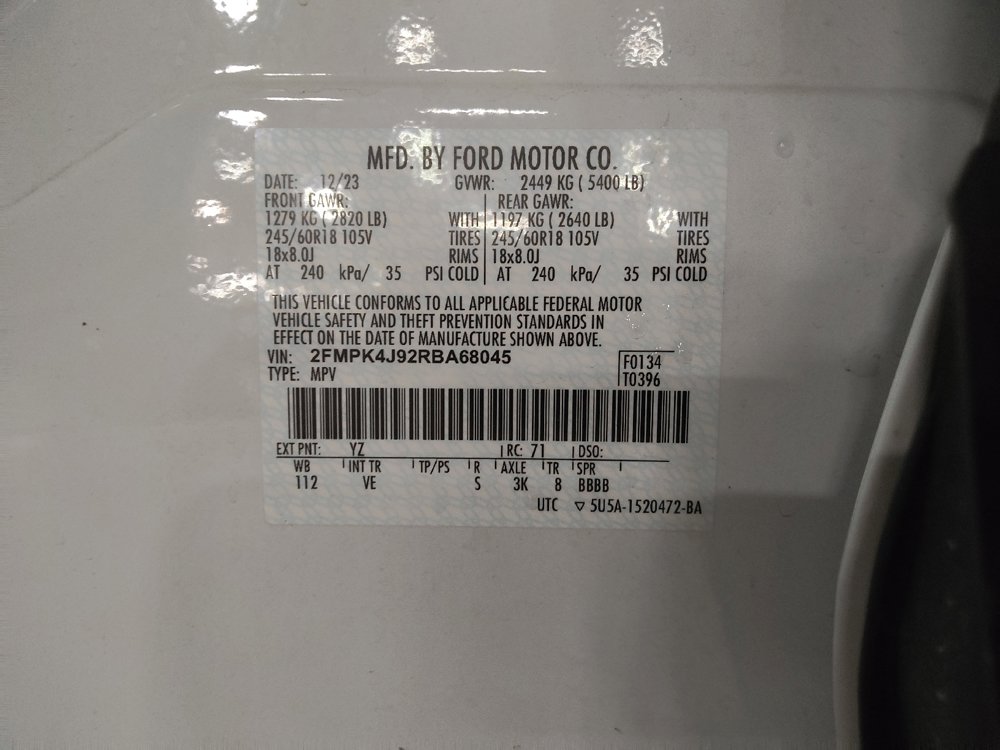 MFD. BY FORD MOTOR CO.
DATE: 12/23 GVWR: 2449 KG ( 5400 LB)
FRONT GAWR: REAR GAWR:
1279 KG ( 2820 LB) WITH 1197 KG ( 2640 LB) WITH
245/60R18 105V TIRES 245/60R18 105V TIRES
18x8.0J RIMS 18x8.0J RIMS
AT 240 kPa/ 35 PSI COLD AT 240 kPa/ 35 PSI COLD
THIS VEHICLE CONFORMS TO ALL APPLICABLE FEDERAL MOTOR
VEHICLE SAFETY AND THEFT PREVENTION STANDARDS IN
EFFECT ON THE DATE OF MANUFACTURE SHOWN ABOVE.
VIN: 2FMPK4J92RBA68045
TYPE: MPV
F0134
T0396
EXT PNT: YZ RC: 71 DSO:
WB INT TR TP/PS R AXLE TR SPR
112 VE S 3K 8 BBBB
UTC ▽ 5U5A-1520472-BA